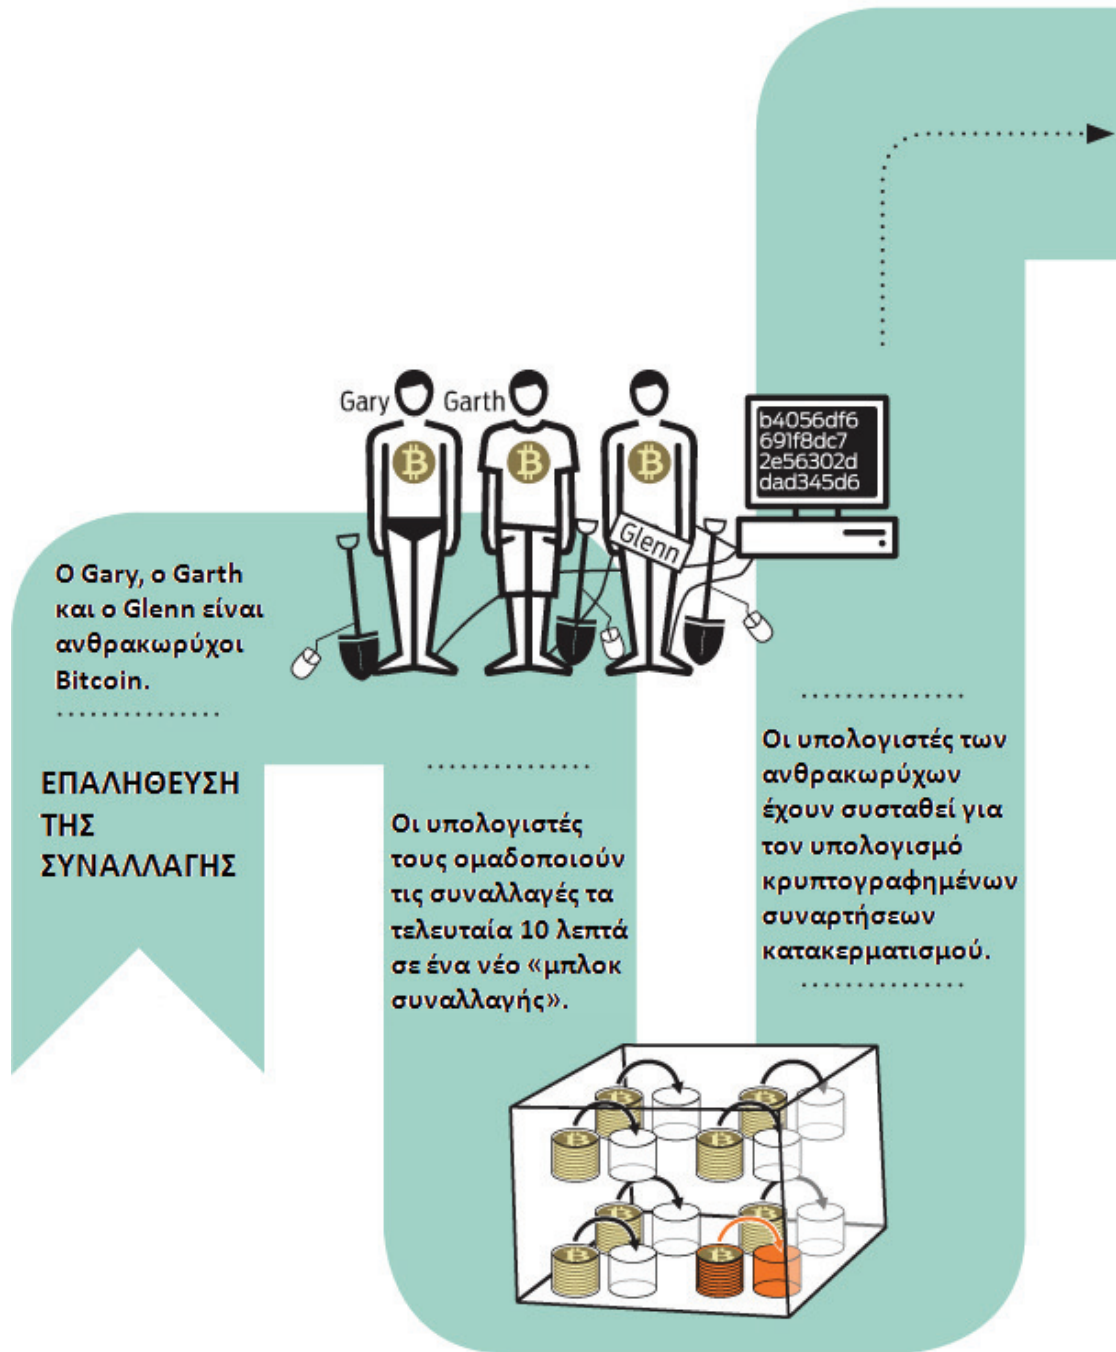 Gary
Garth
Glenn
b4056df6
691f8dc7
2e56302d
dad345d6
Ο Gary, ο Garth
και ο Glenn είναι
ανθρακωρύχοι
Bitcoin.
ΕΠΑΛΗΘΕΥΣΗ
ΤΗΣ
ΣΥΝΑΛΛΑΓΗΣ
Οι υπολογιστές
τους ομαδοποιούν
τις συναλλαγές τα
τελευταία 10 λεπτά
σε ένα νέο «μπλοκ
συναλλαγής».
Οι υπολογιστές των
ανθρακωρύχων
έχουν συσταθεί για
τον υπολογισμό
κρυπτογραφημένων
συναρτήσεων
κατακερματισμού.